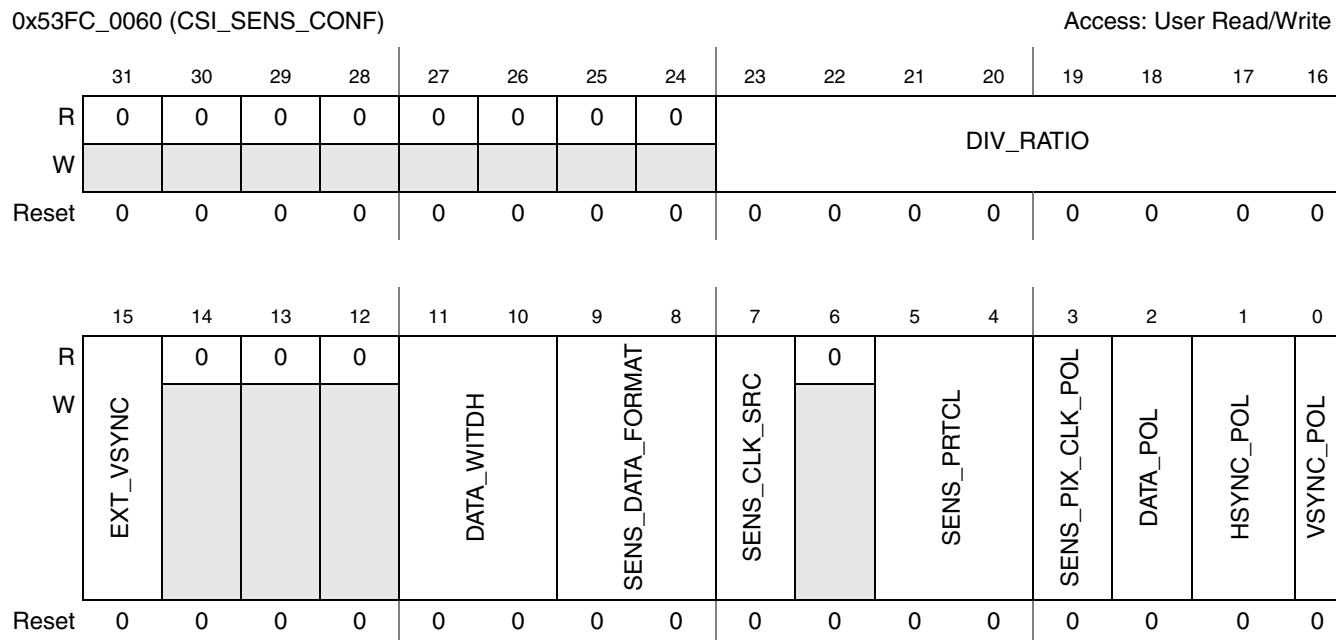 0x53FC_0060 (CSI_SENS_CONF) Access: User Read/Write
31 30 29 28 27 26 25 24 23 22 21 20 19 18 17 16
R 0 0 0 0 0 0 0 0 DIV_RATIO
W
Reset 0 0 0 0 0 0 0 0 0 0 0 0 0 0 0 0
15 14 13 12 11 10 9 8 7 6 5 4 3 2 1 0
R EXT_VSYNC 0 0 0 DATA_WITDH SENS_DATA_FORMAT SENS_CLK_SRC 0 SENS_PRTCL SENS_PIX_CLK_POL DATA_POL HSYNC_POL VSYNC_POL
W
Reset 0 0 0 0 0 0 0 0 0 0 0 0 0 0 0 0